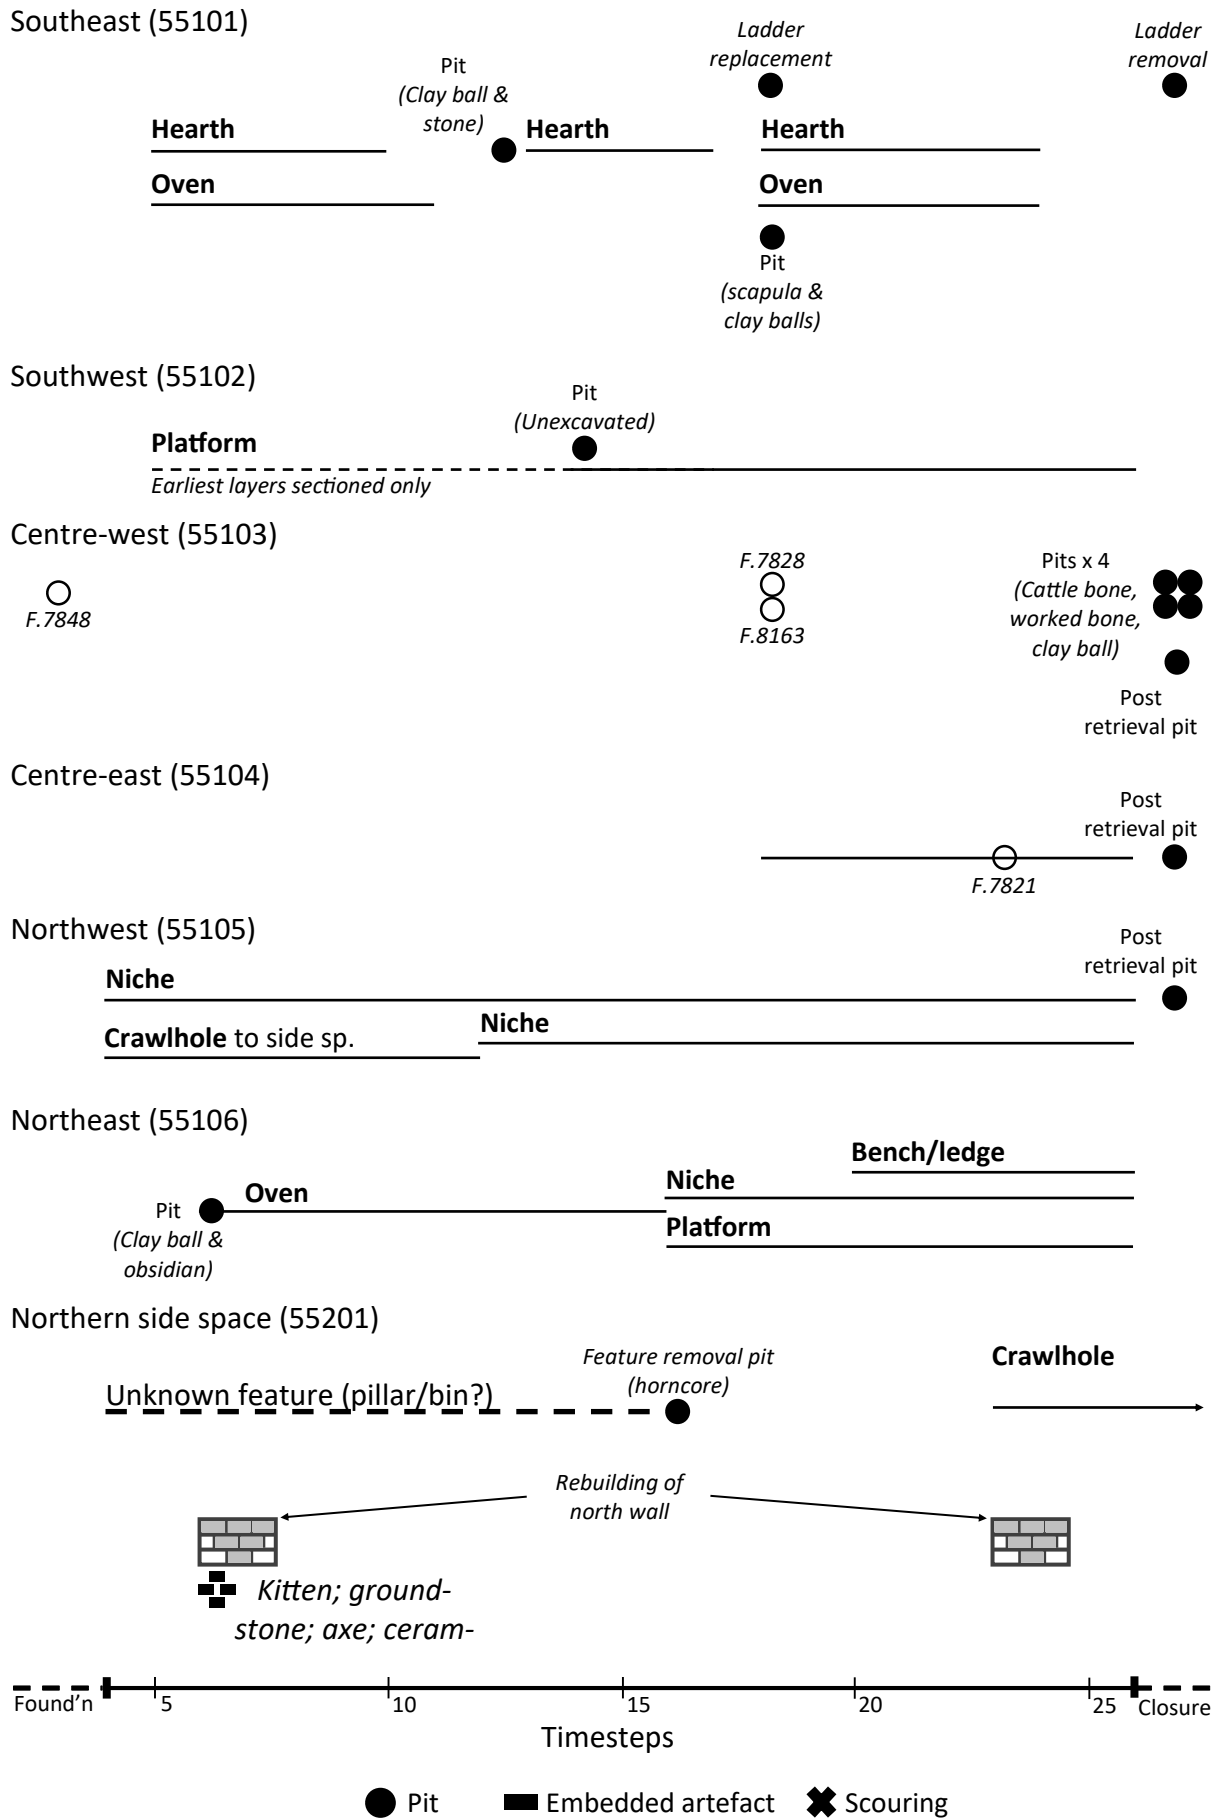 Southeast (55101)
Ladder
replacement
Ladder
removal
Pit
(Clay ball &
stone)
Hearth
Hearth
Hearth
Oven
Oven
Pit
(scapula &
clay balls)
Southwest (55102)
Pit
(Unexcavated)
Platform
Earliest layers sectioned only
Centre-west (55103)
F.7848
F.7828
F.8163
Pits x 4
(Cattle bone,
worked bone,
clay ball)
Post
retrieval pit
Centre-east (55104)
Post
retrieval pit
F.7821
Northwest (55105)
Post
retrieval pit
Niche
Crawlhole to side sp.
Niche
Northeast (55106)
Bench/ledge
Niche
Oven
Pit
(Clay ball &
obsidian)
Platform
Northern side space (55201)
Feature removal pit
(horncore)
Crawlhole
Unknown feature (pillar/bin?)
Rebuilding of
north wall
Kitten; ground-
stone; axe; ceram-
Found'n
5
10
15
20
25
Closure
Timesteps
Pit
Embedded artefact
Scouring